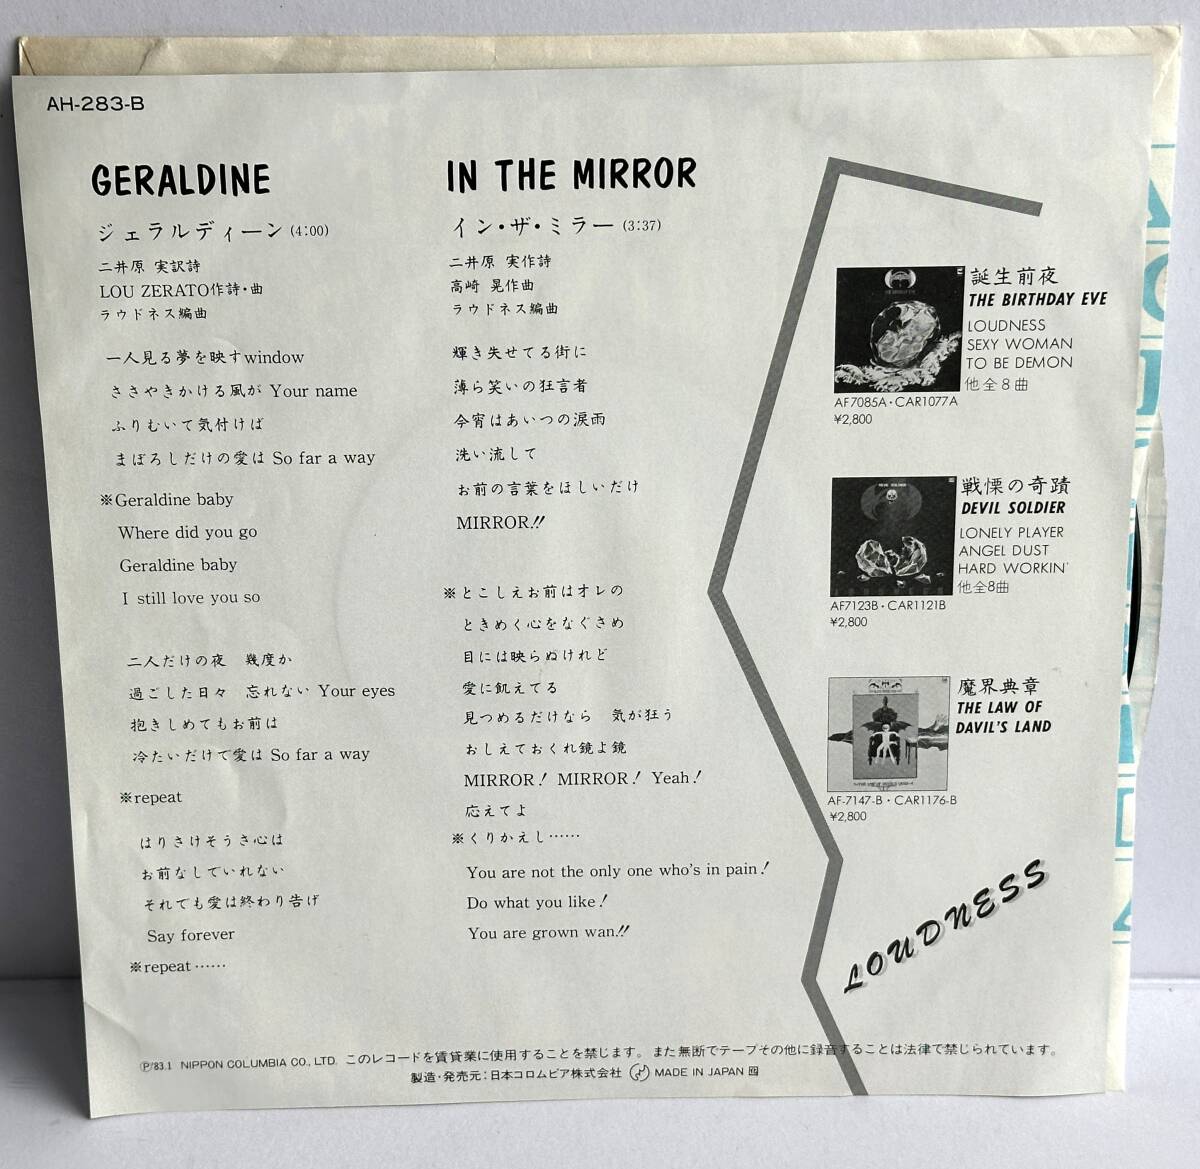 AH-283-B
GERALDINE
ジェラルディーン(4:00)
二井原 実訳詩
LOU ZERATO作詩・曲
ラウドネス編曲
一人見る夢を映すwindow
ささやきかける風が Your name
ふりむいて気付けば
まぼろしだけの愛は So far a way
※Geraldine baby
Where did you go
Geraldine baby
I still love you so
二人だけの夜 幾度か
過ごした日々 忘れない Your eyes
抱きしめてもお前は
冷たいだけで愛は So far a way
※repeat
はりさけそうさ心は
お前なしでいれない
それでも愛は終わり告げ
Say forever
※repeat……
IN THE MIRROR
イン・ザ・ミラー(3:37)
二井原 実作詩
高崎 晃作曲
ラウドネス編曲
輝き失せてる街に
薄ら笑いの狂言者
今宵はあいつの涙雨
洗い流して
お前の言葉をほしいだけ
MIRROR!!
※とこしえお前はオレの
ときめく心をなぐさめ
目には映らぬけれど
愛に飢えてる
見つめるだけなら 気が狂う
おしえておくれ鏡よ鏡
MIRROR! MIRROR! Yeah!
応えてよ
※くりかえし……
You are not the only one who's in pain!
Do what you like!
You are grown wan!!
誕生前夜
THE BIRTHDAY EVE
LOUDNESS
SEXY WOMAN
TO BE DEMON
他全8曲
AF7085A・CAR1077A
¥2,800
戦慄の奇蹟
DEVIL SOLDIER
LONELY PLAYER
ANGEL DUST
HARD WORKIN'
他全8曲
AF7123B・CAR1121B
¥2,800
魔界典章
THE LAW OF
DAVIL'S LAND
AF-7147-B・CAR1176-B
¥2,800
LOUDNESS
Ⓟ'83.1 NIPPON COLUMBIA CO., LTD. このレコードを賃貸業に使用することを禁じます。また無断でテープその他に録音することは法律で禁じられています。
製造・発売元:日本コロムビア株式会社 MADE IN JAPAN